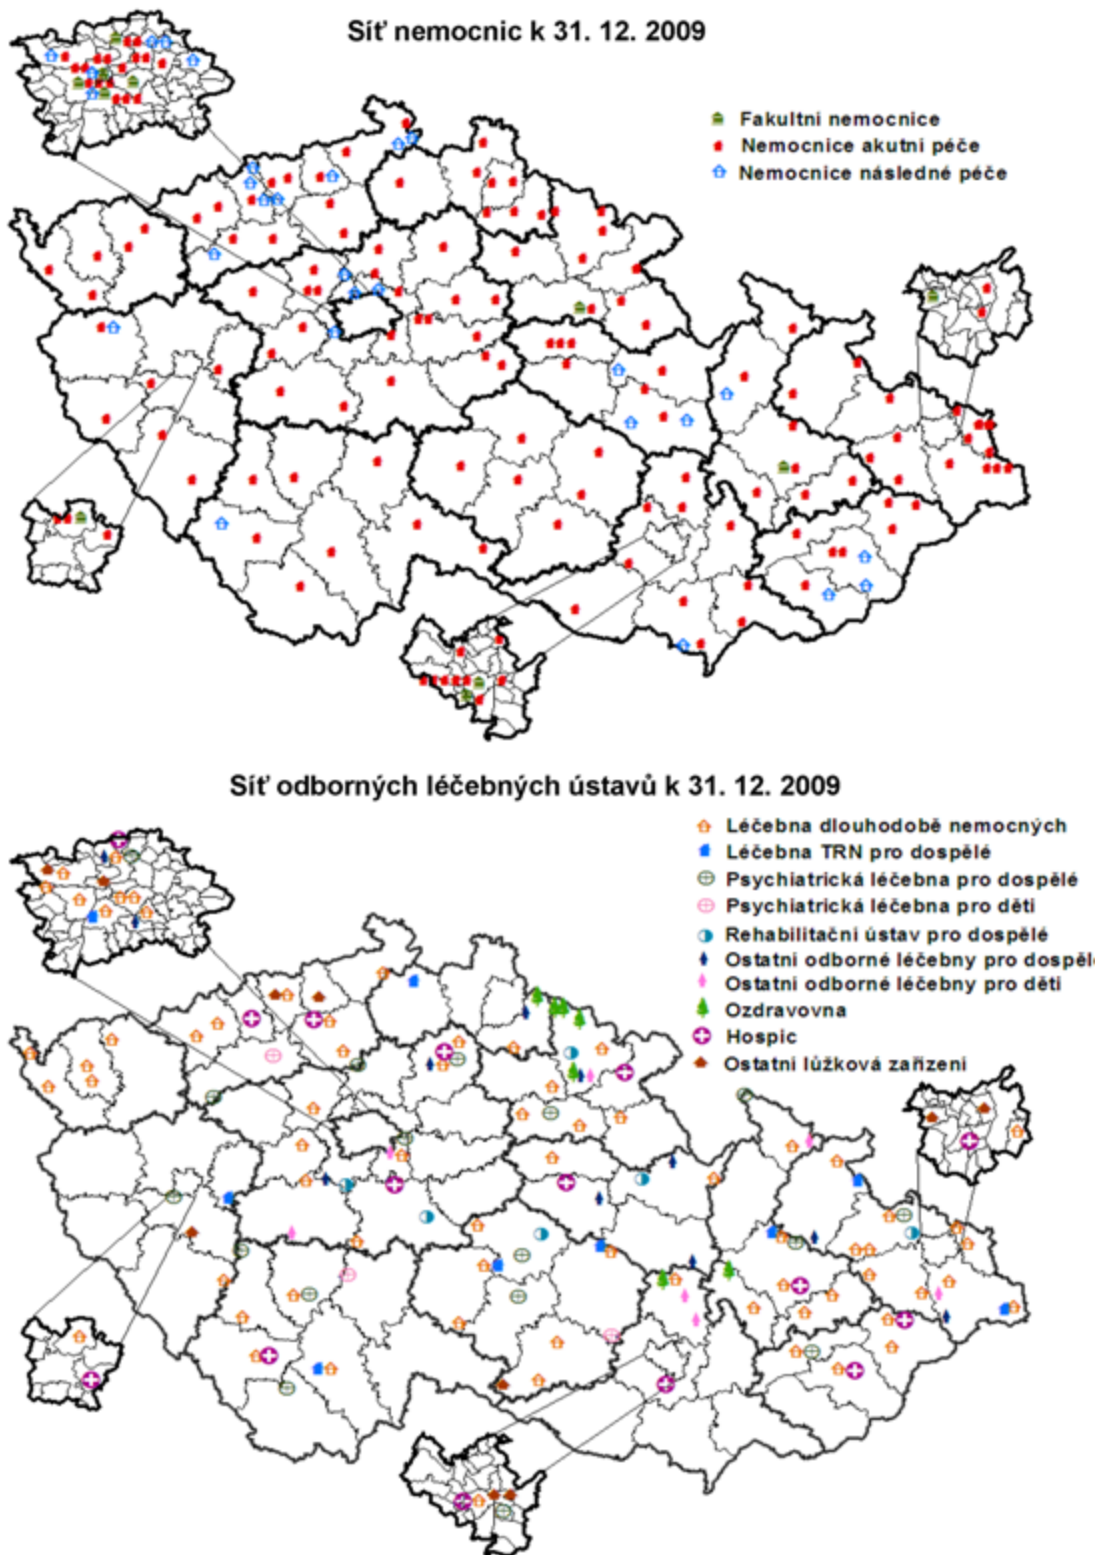 Síť nemocnic k 31. 12. 2009
Fakultní nemocnice
Nemocnice akutní péče
Nemocnice následné péče
Síť odborných léčebných ústavů k 31. 12. 2009
Léčebna dlouhodobě nemocných
Léčebna TRN pro dospělé
Psychiatrická léčebna pro dospělé
Psychiatrická léčebna pro děti
Rehabilitační ústav pro dospělé
Ostatní odborné léčebny pro dospělé
Ostatní odborné léčebny pro děti
Ozdravovna
Hospic
Ostatní lůžková zařízení